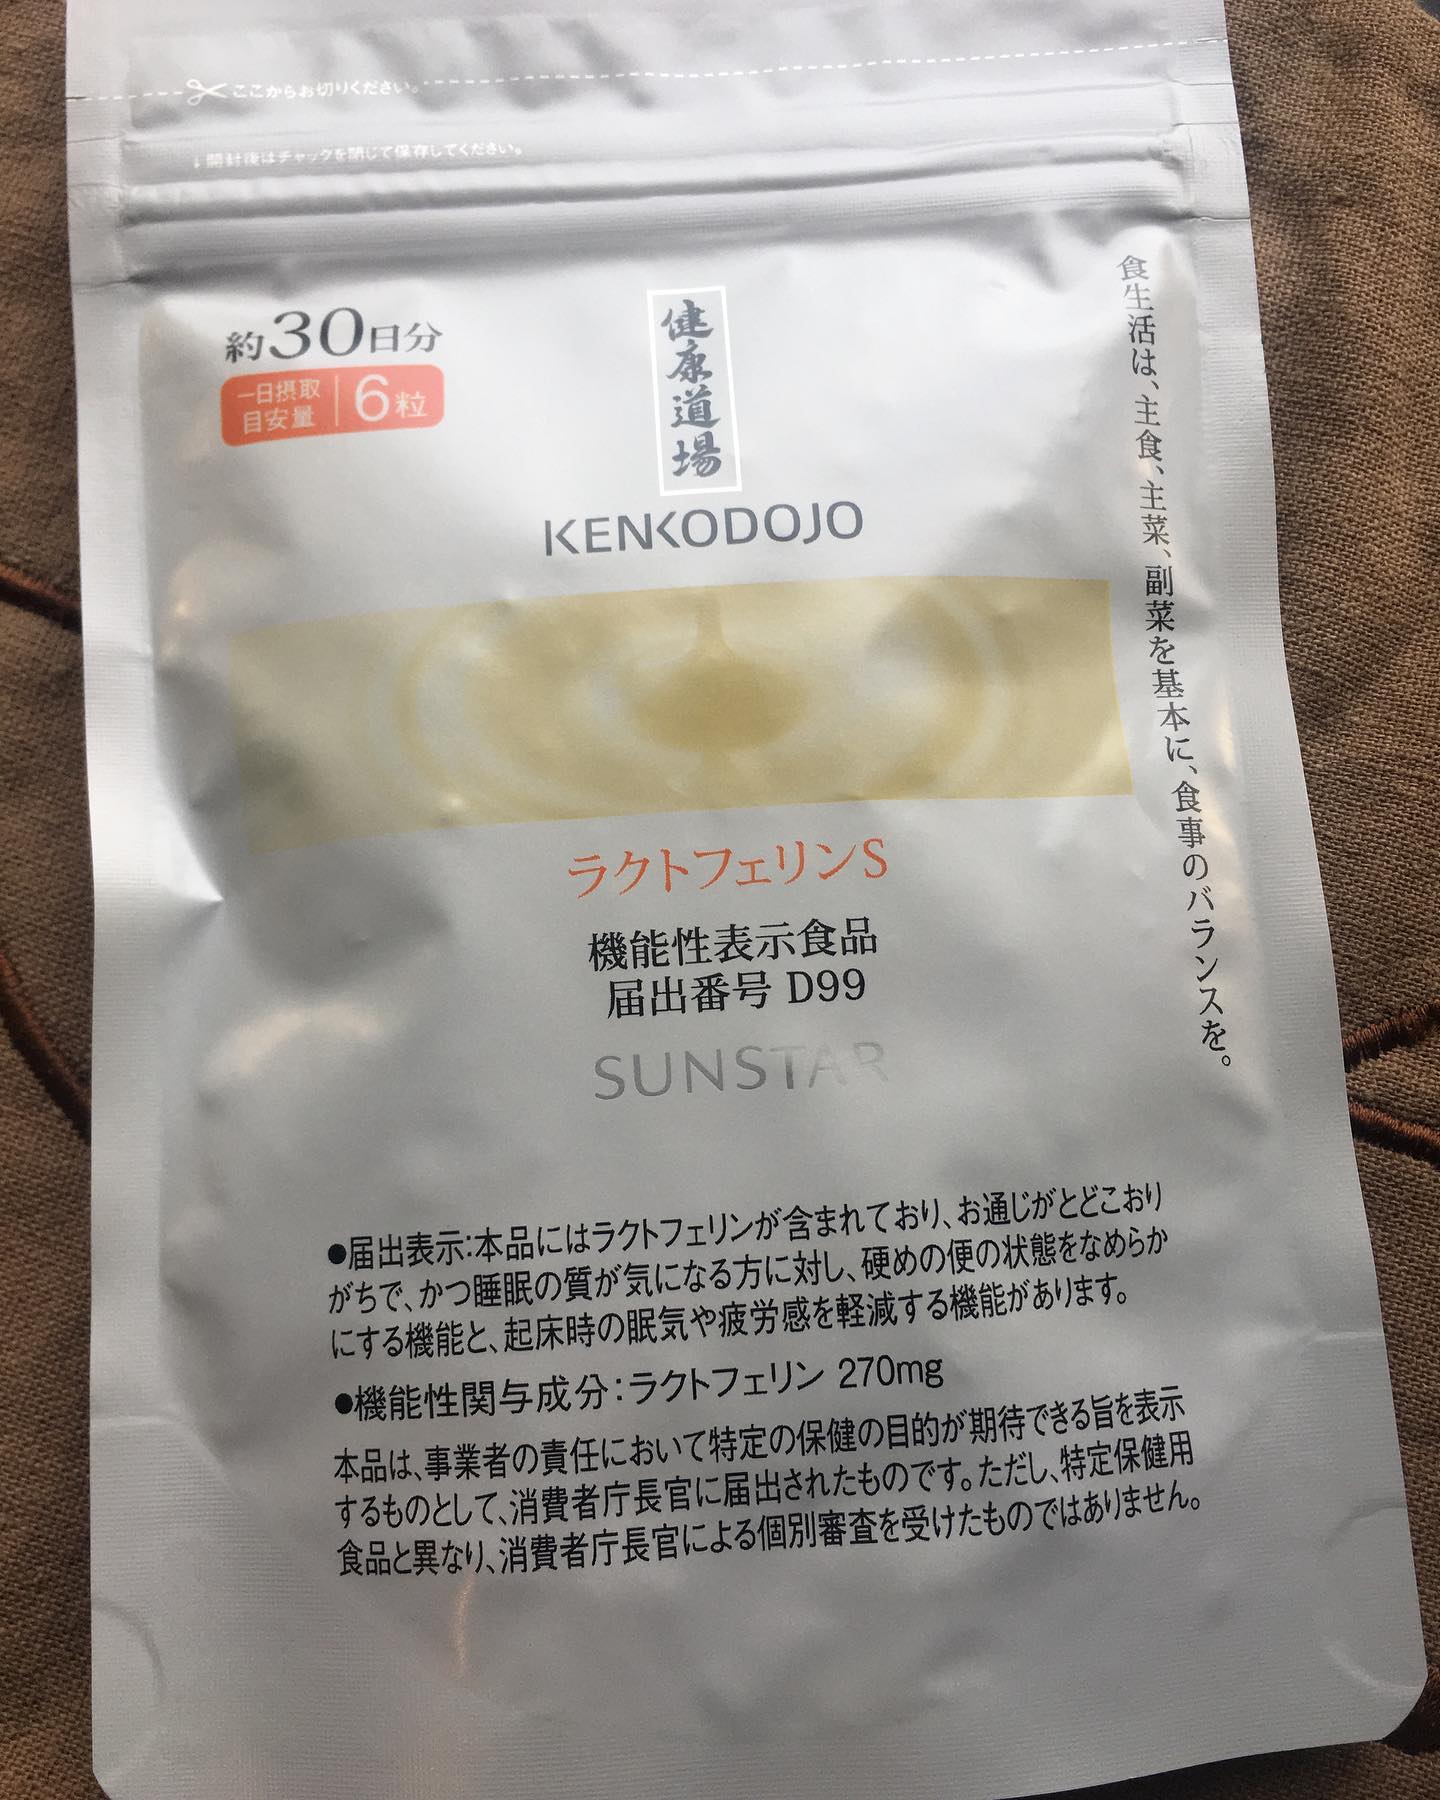 ここからお切りください。
↓開封後はチャックを閉じて保存してください。
約30日分
一日摂取
目安量
6粒
健康道場
KENKODOJO
食生活は、主食、主菜、副菜を基本に、食事のバランスを。
ラクトフェリンS
機能性表示食品
届出番号 D99
SUNSTAR
●届出表示:本品にはラクトフェリンが含まれており、お通じがとどこおり
がちで、かつ睡眠の質が気になる方に対し、硬めの便の状態をなめらか
にする機能と、起床時の眠気や疲労感を軽減する機能があります。
●機能性関与成分:ラクトフェリン 270mg
本品は、事業者の責任において特定の保健の目的が期待できる旨を表示
するものとして、消費者庁長官に届出されたものです。ただし、特定保健用
食品と異なり、消費者庁長官による個別審査を受けたものではありません。